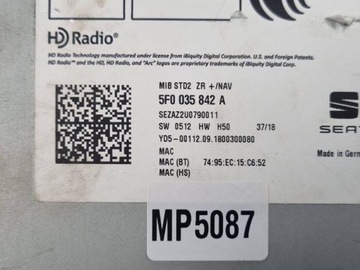 HD Radio™
HD Radio Technology manufactured under license from iBiquity Digital Corporation. U.S. and Foreign Patents.
HD Radio™ and the HD, HD Radio, and "Arc" logos are proprietary trademarks of iBiquity Digital Corp.
MIB STD2 ZR +/NAV
5F0 035 842 A
SEZAZ2U0790011
SW 0512 HW H50 37/18
YD5-00112.09.1800300080
MAC
MAC (BT) 74:95:EC:15:C6:52
MAC (HS)
SEAT
Made in Germ
MP5087